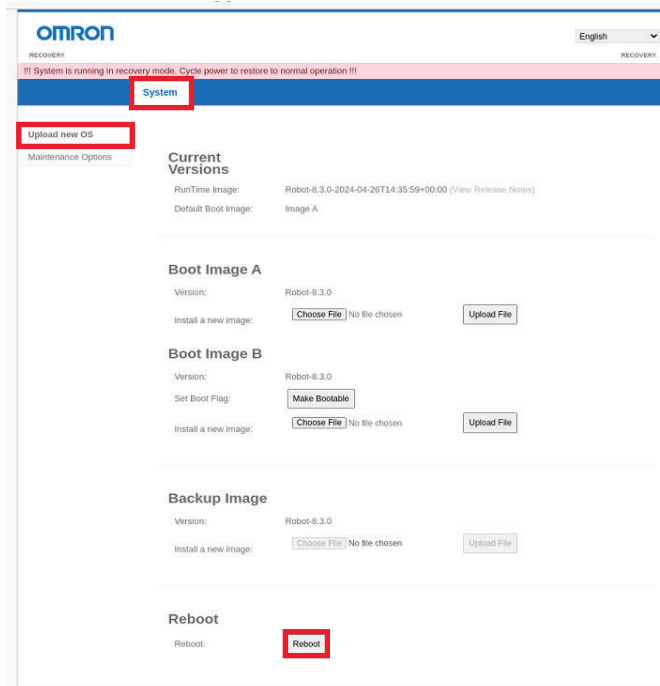 OMRON
English
RECOVERY
RECOVERY
!!! System is running in recovery mode. Cycle power to restore to normal operation !!!
System
Upload new OS
Maintenance Options
Current
Versions
RunTime Image: Robot-8.3.0-2024-04-26T14:35:59+00:00 (View Release Notes)
Default Boot Image: Image A
Boot Image A
Version: Robot-8.3.0
Install a new image: Choose File No file chosen Upload File
Boot Image B
Version: Robot-8.3.0
Set Boot Flag: Make Bootable
Install a new image: Choose File No file chosen Upload File
Backup Image
Version: Robot-8.3.0
Install a new image: Choose File No file chosen Upload File
Reboot
Reboot: Reboot